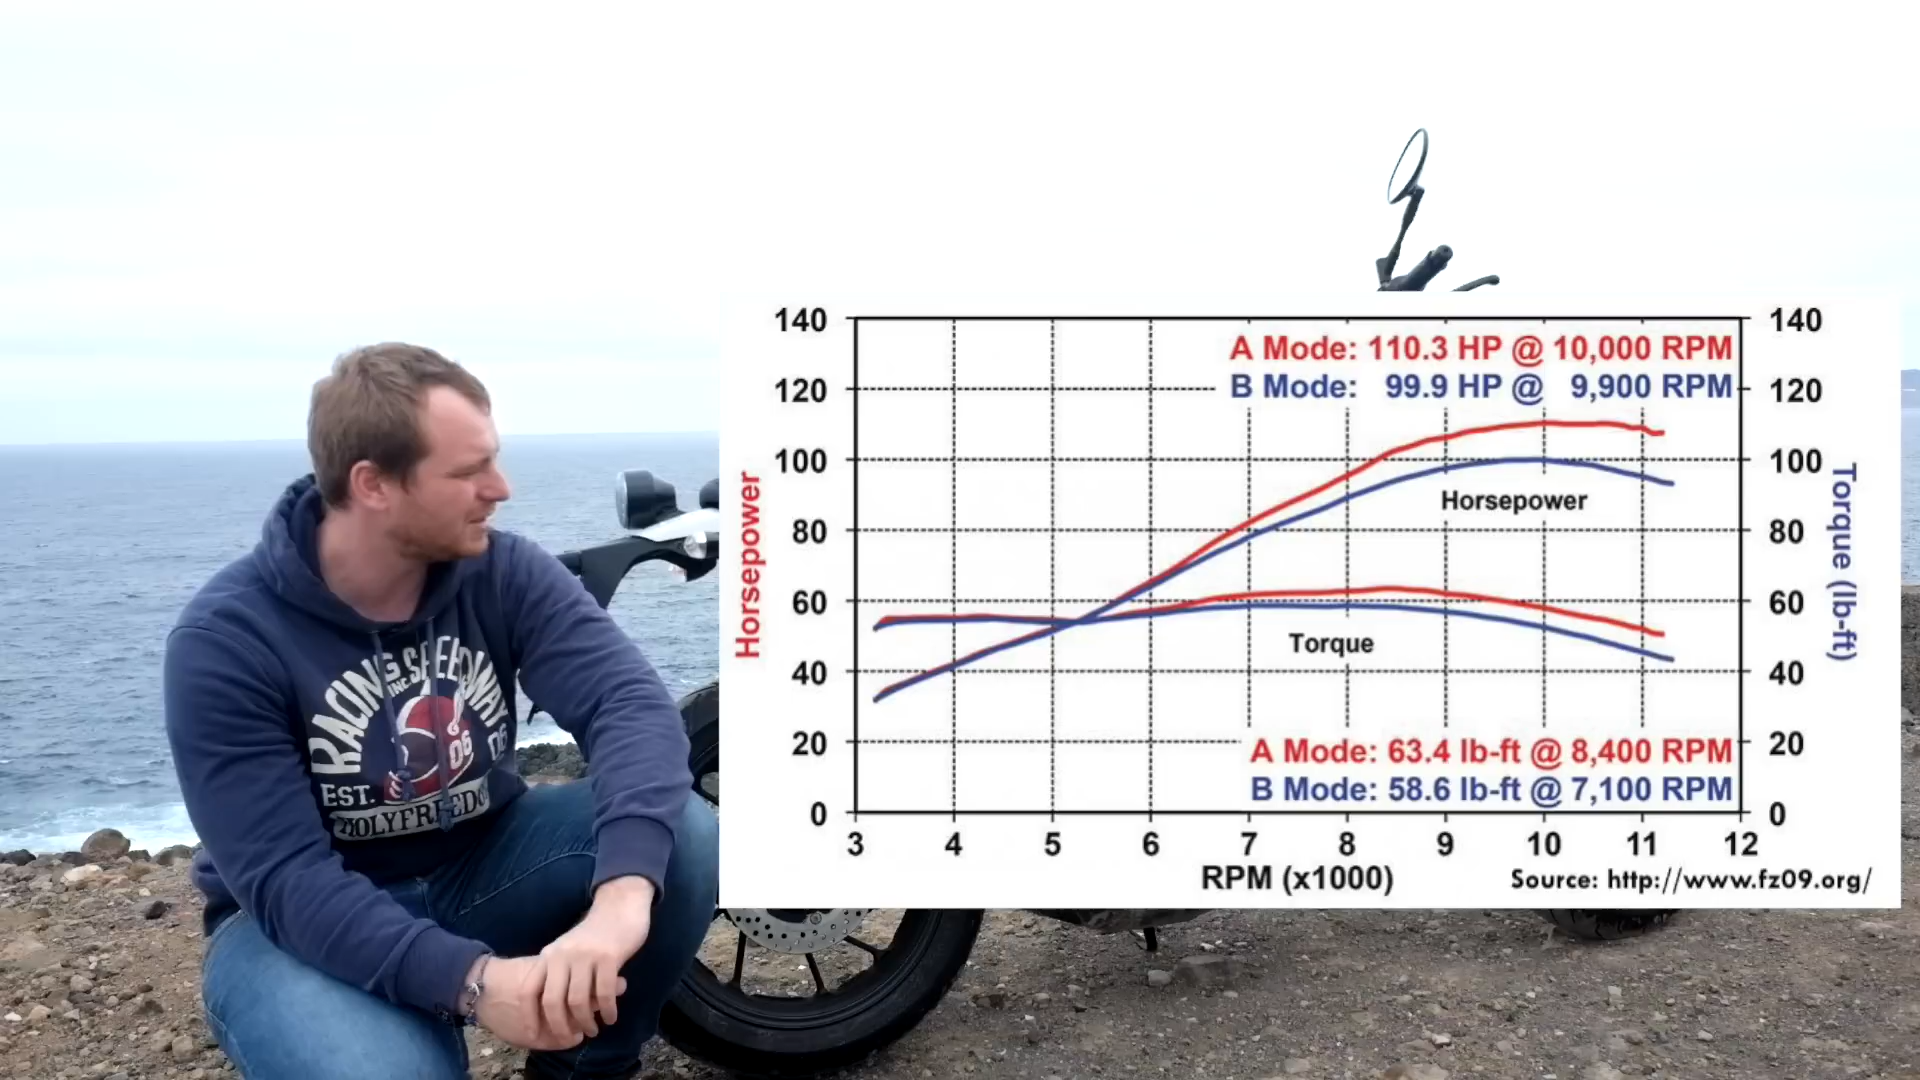 RACING
INC.
SPEEDWAY
06
06
EST.
HOLYFREEDO
140
120
100
80
60
40
20
0
Horsepower
A Mode: 110.3 HP @ 10,000 RPM
B Mode: 99.9 HP @ 9,900 RPM
Horsepower
Torque
A Mode: 63.4 lb-ft @ 8,400 RPM
B Mode: 58.6 lb-ft @ 7,100 RPM
140
120
100
80
60
40
20
0
Torque (lb-ft)
3 4 5 6 7 8 9 10 11 12
RPM (x1000)
Source: http://www.fz09.org/